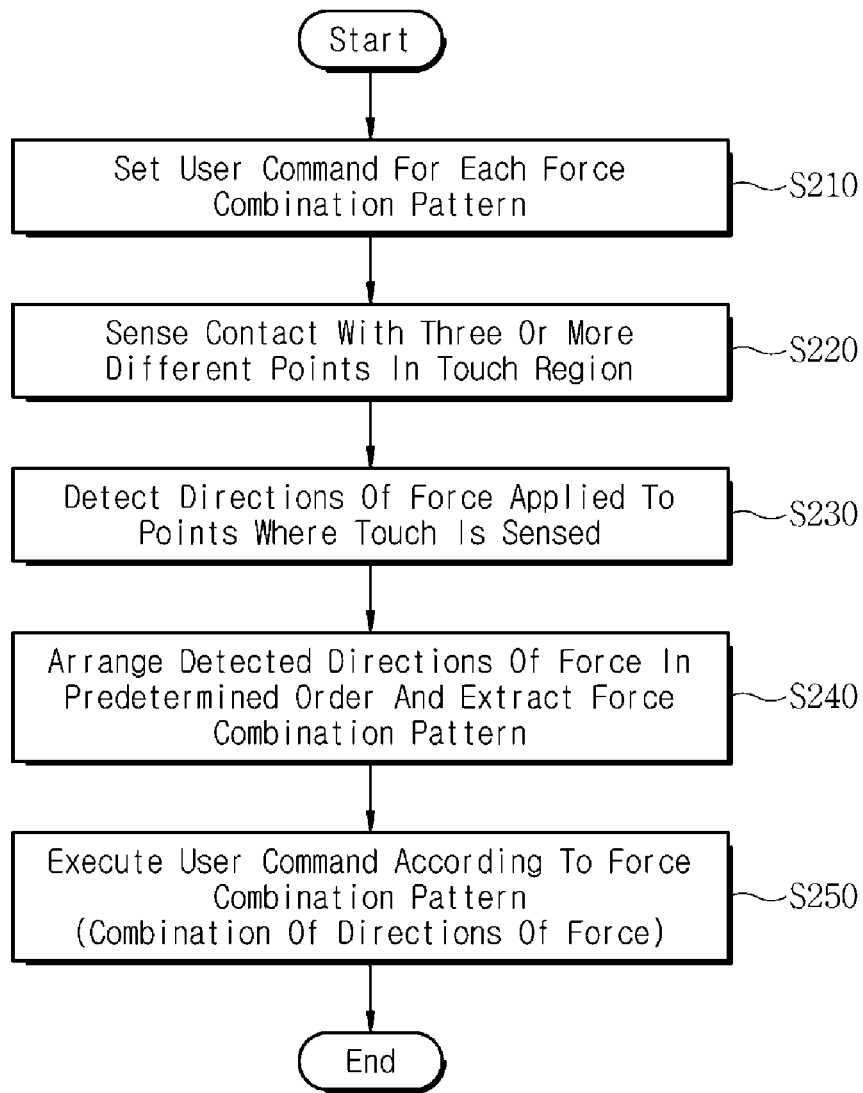 Start
Set User Command For Each Force
Combination Pattern
S210
Sense Contact With Three Or More
Different Points In Touch Region
S220
Detect Directions Of Force Applied To
Points Where Touch Is Sensed
S230
Arrange Detected Directions Of Force In
Predetermined Order And Extract Force
Combination Pattern
S240
Execute User Command According To Force
Combination Pattern
(Combination Of Directions Of Force)
S250
End